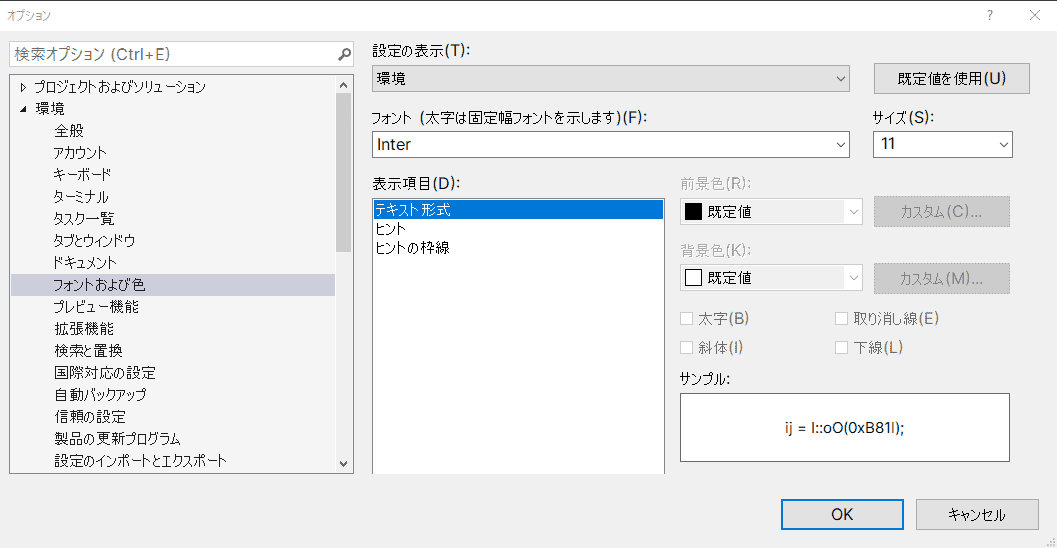 オプション
?
検索オプション (Ctrl+E)
プロジェクトおよびソリューション
環境
全般
アカウント
キーボード
ターミナル
タスク一覧
タブとウィンドウ
ドキュメント
フォントおよび色
プレビュー機能
拡張機能
検索と置換
国際対応の設定
自動バックアップ
信頼の設定
製品の更新プログラム
設定のインポートとエクスポート
設定の表示(T):
環境
既定値を使用(U)
フォント (太字は固定幅フォントを示します)(F):
サイズ(S):
Inter
11
表示項目(D):
テキスト形式
ヒント
ヒントの枠線
前景色(R):
既定値
カスタム(C)...
背景色(K):
既定値
カスタム(M)...
太字(B)
取り消し線(E)
斜体(I)
下線(L)
サンプル:
ij = I::oO(0xB81l);
OK
キャンセル